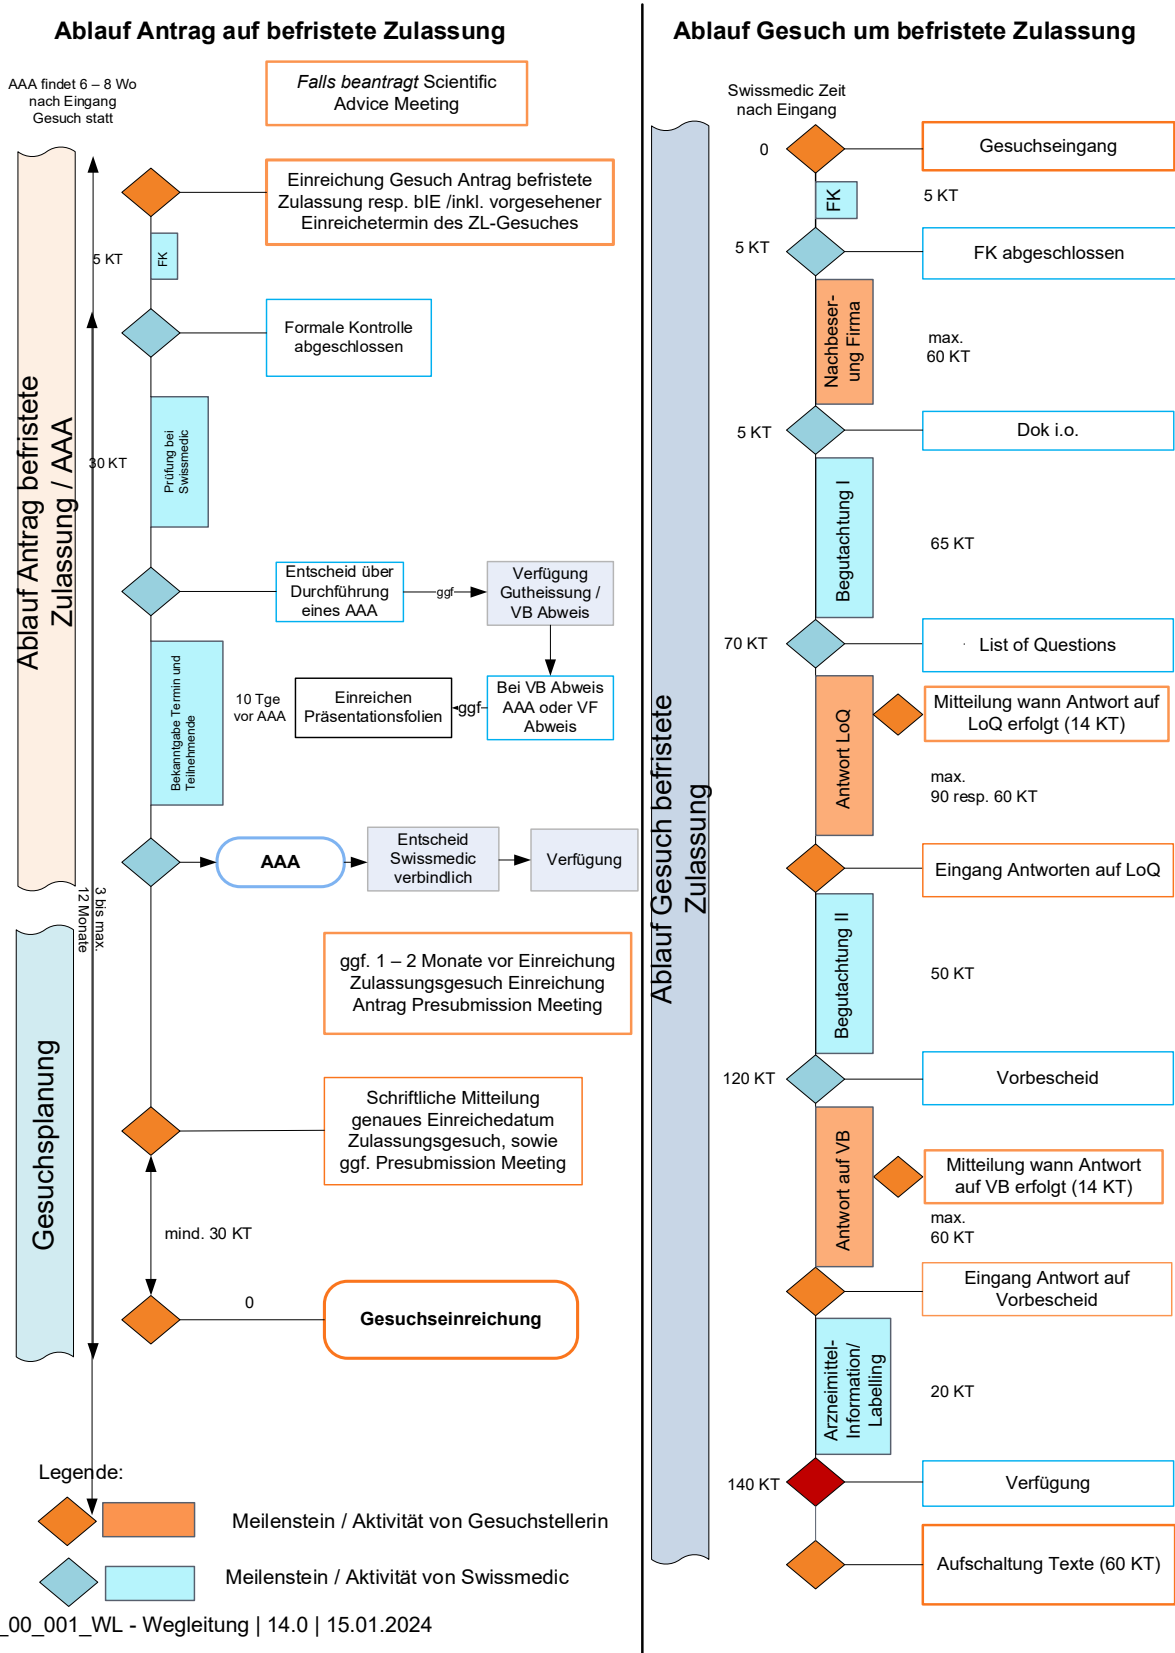 Ablauf Antrag auf befristete Zulassung
AAA findet 6 – 8 Wo
nach Eingang
Gesuch statt
Falls beantragt Scientific
Advice Meeting
Einreichung Gesuch Antrag befristete
Zulassung resp. bIE /inkl. vorgesehener
Einreichetermin des ZL-Gesuches
5 KT
FK
Formale Kontrolle
abgeschlossen
Ablauf Antrag befristete
Zulassung / AAA
30 KT
Prüfung bei
Swissmedic
Entscheid über
Durchführung
eines AAA
ggf
Verfügung
Gutheissung /
VB Abweis
Bekanntgabe Termin und
Teilnehmende
10 Tge
vor AAA
Einreichen
Präsentationsfolien
ggf
Bei VB Abweis
AAA oder VF
Abweis
AAA
Entscheid
Swissmedic
verbindlich
Verfügung
3 bis max.
12 Monate
ggf. 1 – 2 Monate vor Einreichung
Zulassungsgesuch Einreichung
Antrag Presubmission Meeting
Gesuchsplanung
Schriftliche Mitteilung
genaues Einreichedatum
Zulassungsgesuch, sowie
ggf. Presubmission Meeting
mind. 30 KT
0
Gesuchseinreichung
Legende:
Meilenstein / Aktivität von Gesuchstellerin
Meilenstein / Aktivität von Swissmedic
_00_001_WL - Wegleitung | 14.0 | 15.01.2024
Ablauf Gesuch um befristete Zulassung
Swissmedic Zeit
nach Eingang
0
Gesuchseingang
FK
5 KT
5 KT
FK abgeschlossen
Nachbeser-
ung Firma
max.
60 KT
5 KT
Dok i.o.
Begutachtung I
65 KT
70 KT
List of Questions
Ablauf Gesuch befristete
Zulassung
Antwort LoQ
Mitteilung wann Antwort auf
LoQ erfolgt (14 KT)
max.
90 resp. 60 KT
Eingang Antworten auf LoQ
Begutachtung II
50 KT
120 KT
Vorbescheid
Antwort auf VB
Mitteilung wann Antwort
auf VB erfolgt (14 KT)
max.
60 KT
Eingang Antwort auf
Vorbescheid
Arzneimittel-
Information/
Labelling
20 KT
140 KT
Verfügung
Aufschaltung Texte (60 KT)